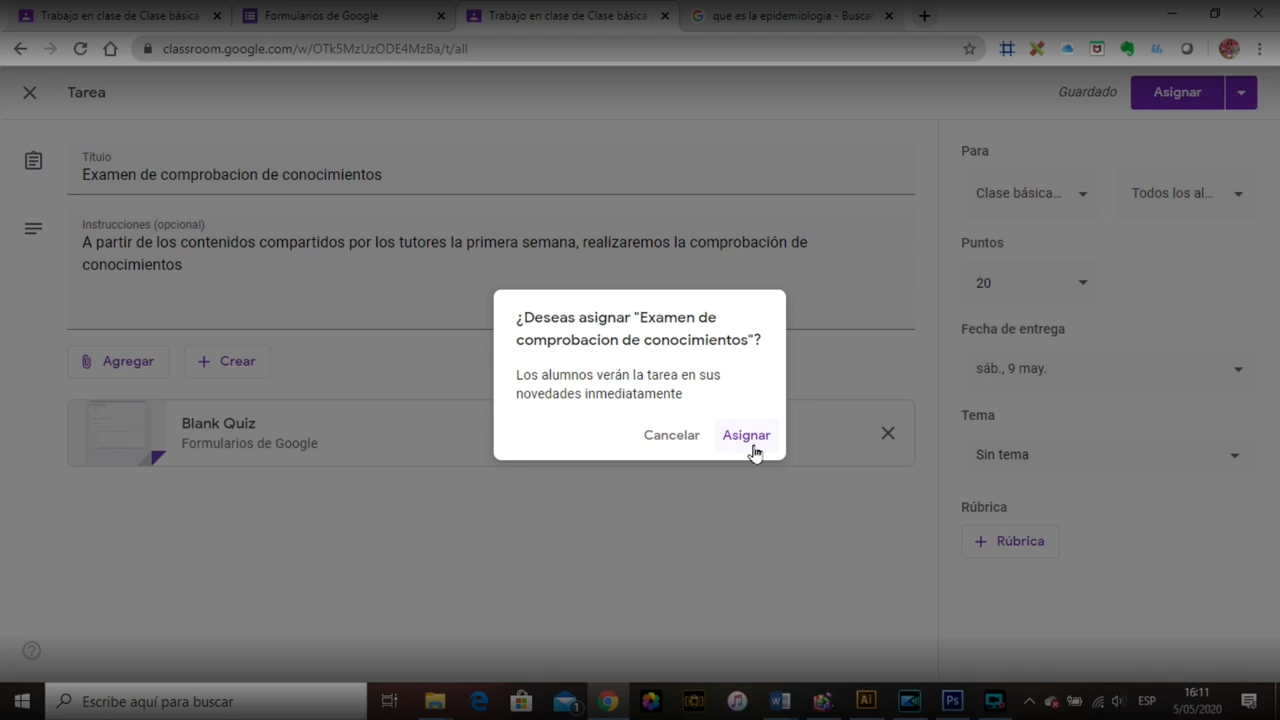 Trabajo en clase de Clase básica
Formularios de Google
Trabajo en clase de Clase básica
que es la epidemiologia - Buscar
classroom.google.com/w/OTk5MzUzODE4MzBa/t/all
Tarea
Guardado
Asignar
Título
Examen de comprobacion de conocimientos
Instrucciones (opcional)
A partir de los contenidos compartidos por los tutores la primera semana, realizaremos la comprobación de
conocimientos
Agregar
Crear
Blank Quiz
Formularios de Google
Para
Clase básica...
Todos los al...
Puntos
20
Fecha de entrega
sáb., 9 may.
Tema
Sin tema
Rúbrica
Rúbrica
¿Deseas asignar "Examen de
comprobacion de conocimientos"?
Los alumnos verán la tarea en sus
novedades inmediatamente
Cancelar
Asignar
Escribe aquí para buscar
1
Ai
Ps
ESP
16:11
5/05/2020